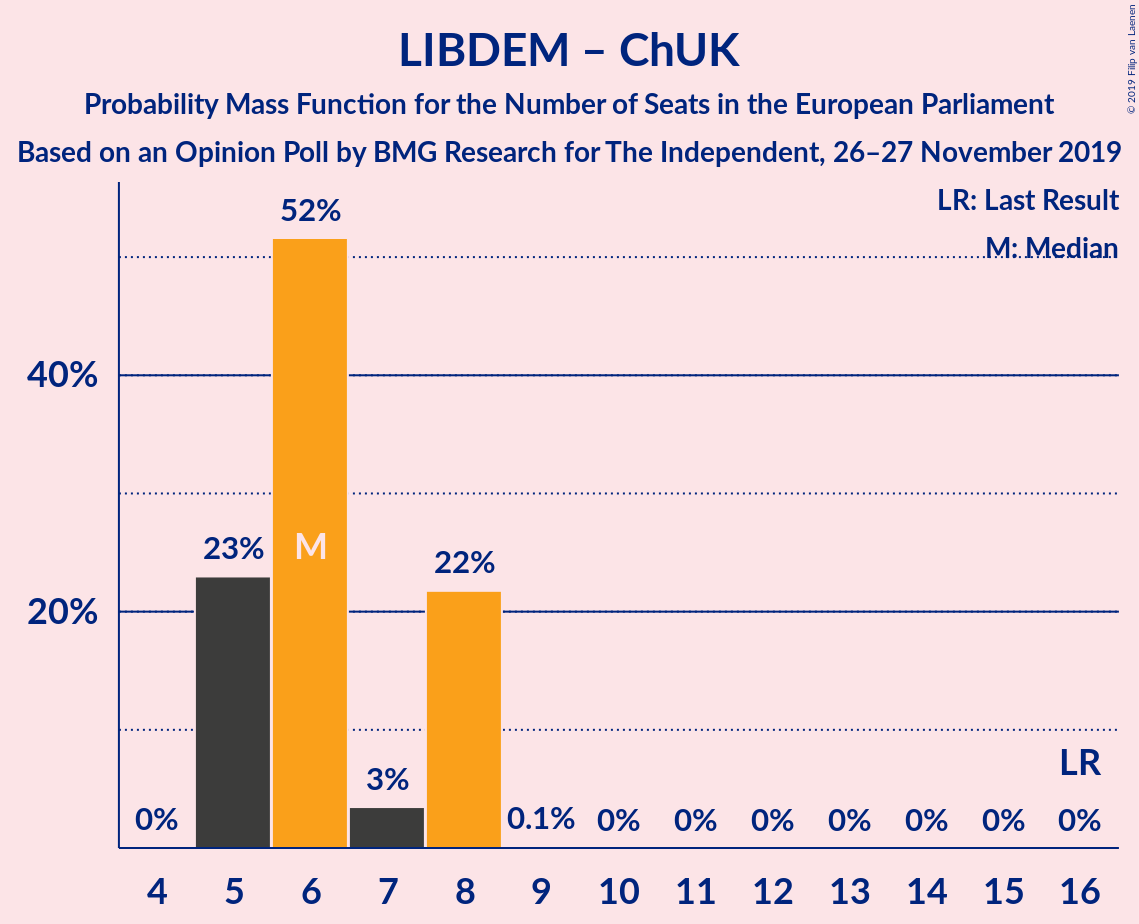 LIBDEM – ChUK
Probability Mass Function for the Number of Seats in the European Parliament
Based on an Opinion Poll by BMG Research for The Independent, 26–27 November 2019
© 2019 Filip van Laenen
LR: Last Result
M: Median
40%
20%
0%
23%
52%
M
3%
22%
0.1%
0%
0%
0%
0%
0%
0%
LR
0%
4 5 6 7 8 9 10 11 12 13 14 15 16